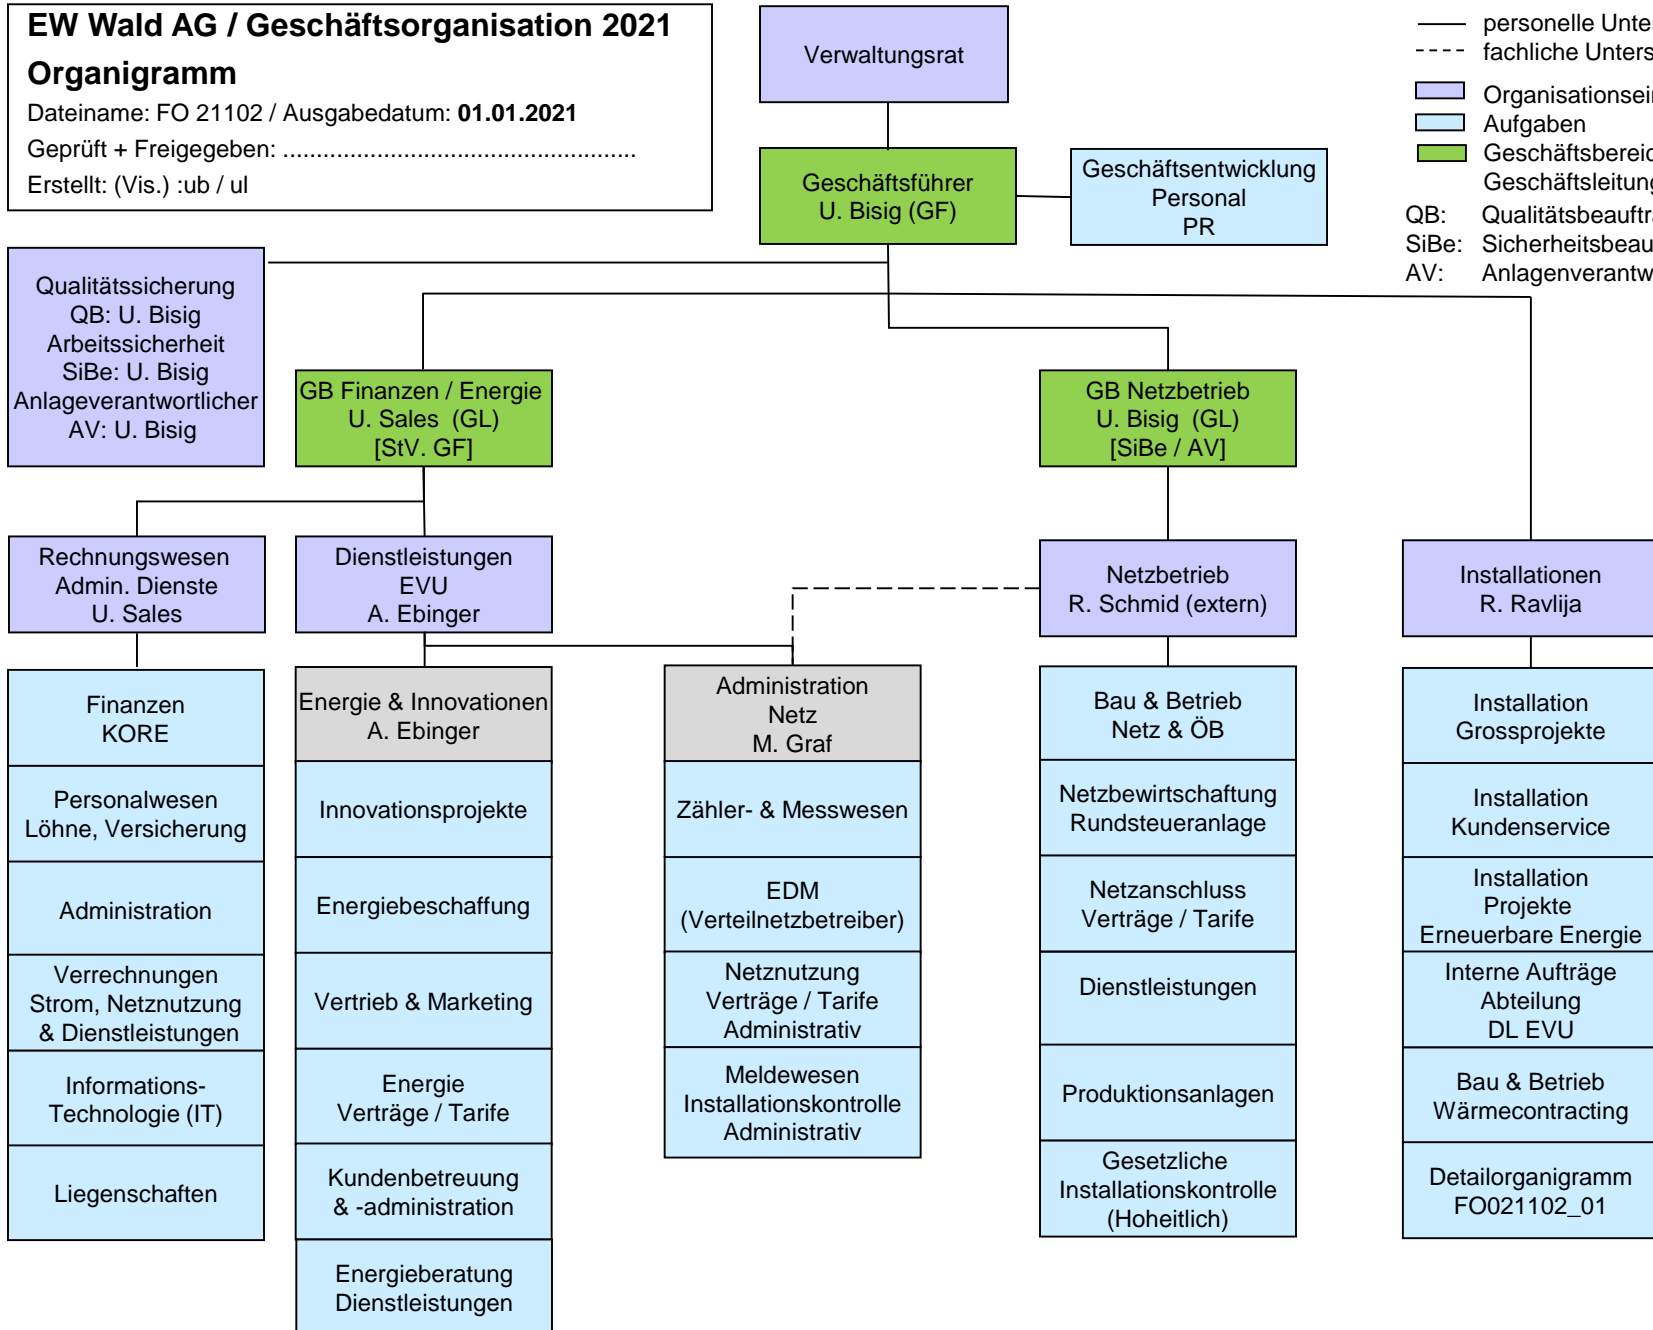 EW Wald AG / Geschäftsorganisation 2021
Organigramm
Dateiname: FO 21102 / Ausgabedatum: 01.01.2021
Geprüft + Freigegeben: ........................................................
Erstellt: (Vis.) :ub / ul
Verwaltungsrat
personelle
fachliche
Aufgaben
QB:
SiBe:
AV:
Geschäftsführer
U. Bisig (GF)
Geschäftsentwicklung
Personal
PR
Qualitätssicherung
QB: U. Bisig
Arbeitssicherheit
SiBe: U. Bisig
Anlageverantwortlicher
AV: U. Bisig
GB Finanzen / Energie
U. Sales (GL)
[StV. GF]
GB Netzbetrieb
U. Bisig (GL)
[SiBe / AV]
Rechnungswesen
Admin. Dienste
U. Sales
Dienstleistungen
EVU
A. Ebinger
Netzbetrieb
R. Schmid (extern)
Installationen
R. Ravlija
Finanzen
KORE
Personalwesen
Löhne, Versicherung
Administration
Verrechnungen
Strom, Netznutzung
& Dienstleistungen
Informations-
Technologie (IT)
Liegenschaften
Energie & Innovationen
A. Ebinger
Innovationsprojekte
Energiebeschaffung
Vertrieb & Marketing
Energie
Verträge / Tarife
Kundenbetreuung
& -administration
Energieberatung
Dienstleistungen
Administration
Netz
M. Graf
Zähler- & Messwesen
EDM
(Verteilnetzbetreiber)
Netznutzung
Verträge / Tarife
Administrativ
Meldewesen
Installationskontrolle
Administrativ
Bau & Betrieb
Netz & ÖB
Netzbewirtschaftung
Rundsteueranlage
Netzanschluss
Verträge / Tarife
Dienstleistungen
Produktionsanlagen
Gesetzliche
Installationskontrolle
(Hoheitlich)
Installation
Grossprojekte
Installation
Kundenservice
Installation
Projekte
Erneuerbare Energie
Interne Aufträge
Abteilung
DL EVU
Bau & Betrieb
Wärmecontracting
Detailorganigramm
FO021102_01